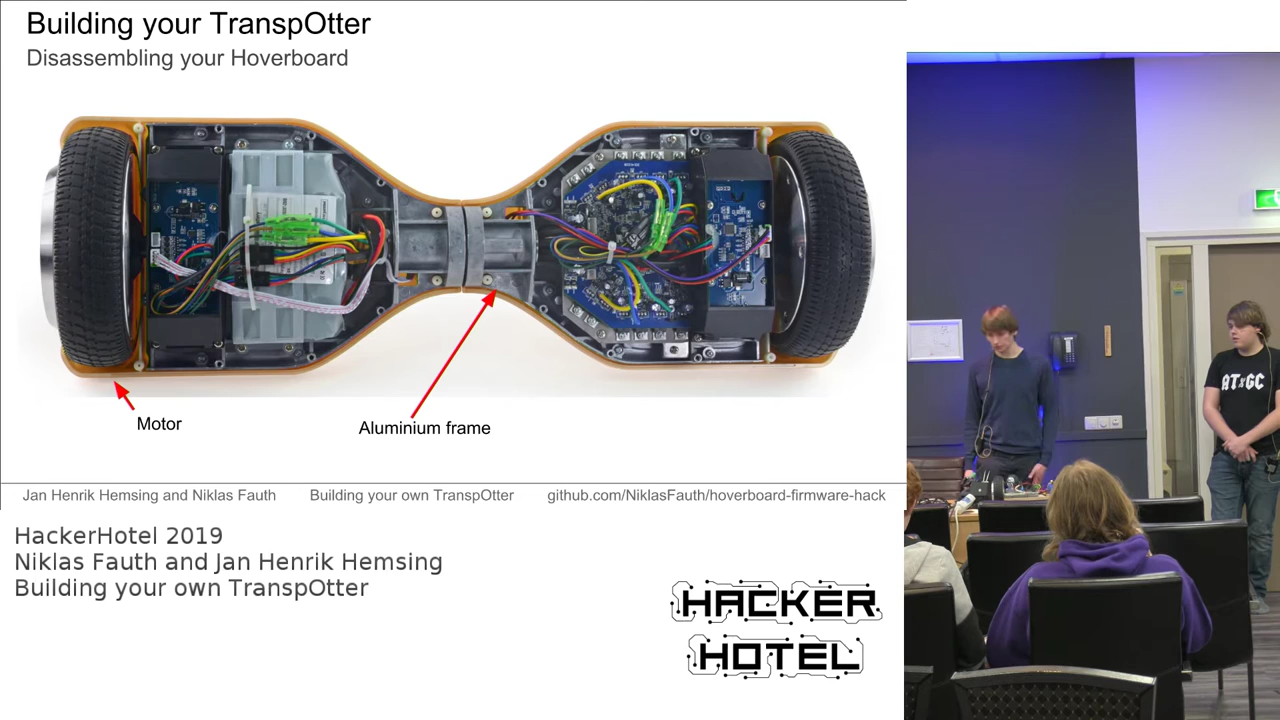 Building your TranspOtter
Disassembling your Hoverboard
Motor
Aluminium frame
Jan Henrik Hemsing and Niklas Fauth
Building your own TranspOtter
github.com/NiklasFauth/hoverboard-firmware-hack
HackerHotel 2019
Niklas Fauth and Jan Henrik Hemsing
Building your own TranspOtter
HACKER
HOTEL